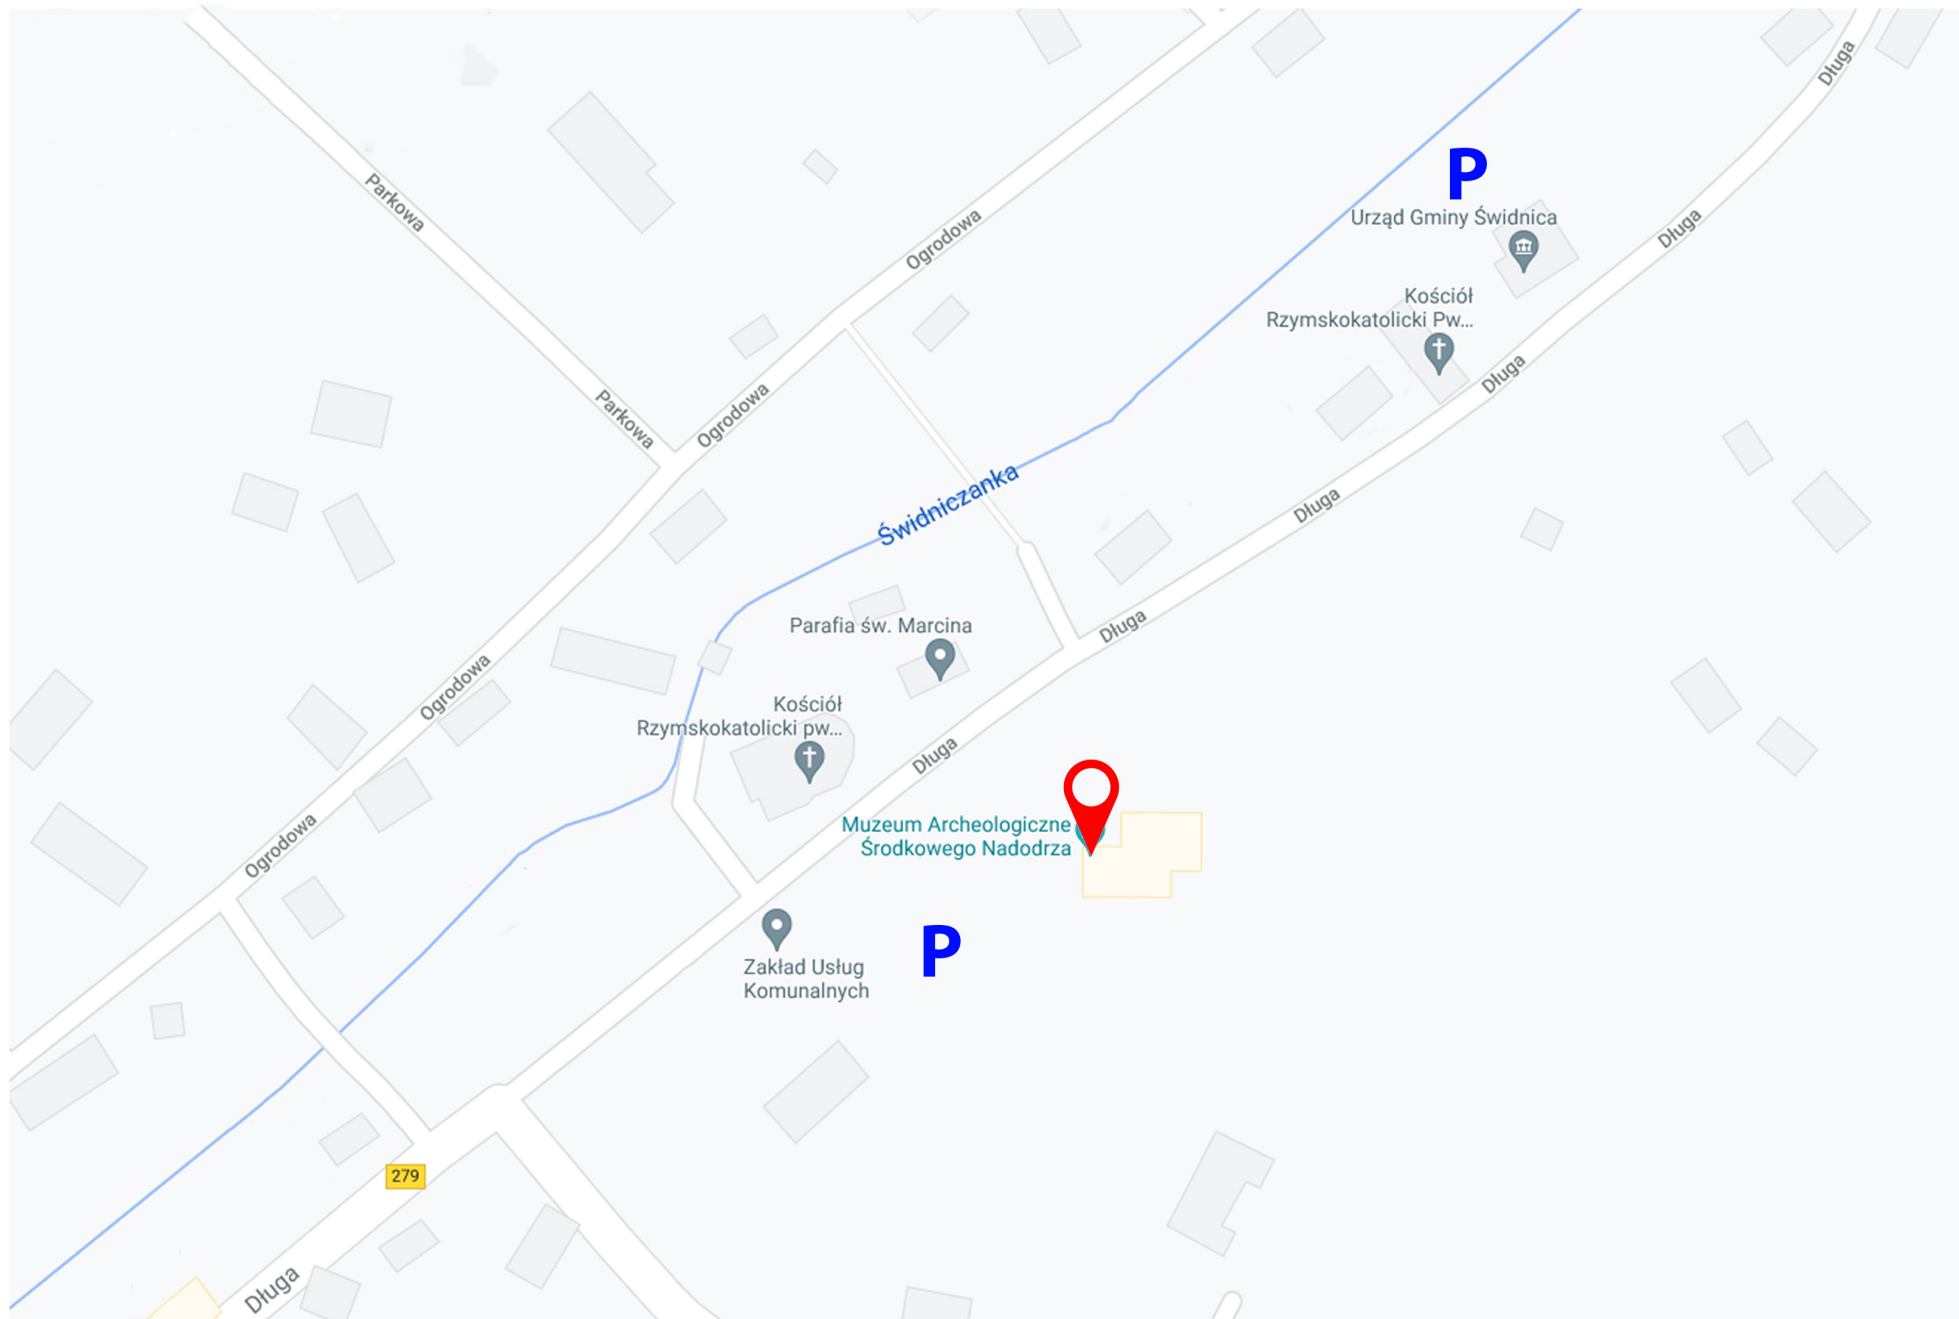 Długa
P
Parkowa
Urząd Gminy Świdnica
Ogrodowa
Długa
Kościół
Rzymskokatolicki Pw...
Długa
Parkowa
Ogrodowa
Świdniczanka
Długa
Parafia św. Marcina
Długa
Ogrodowa
Kościół
Rzymskokatolicki pw...
Długa
Muzeum Archeologiczne
Środkowego Nadodrza
Ogrodowa
P
Zakład Usług
Komunalnych
279
Długa